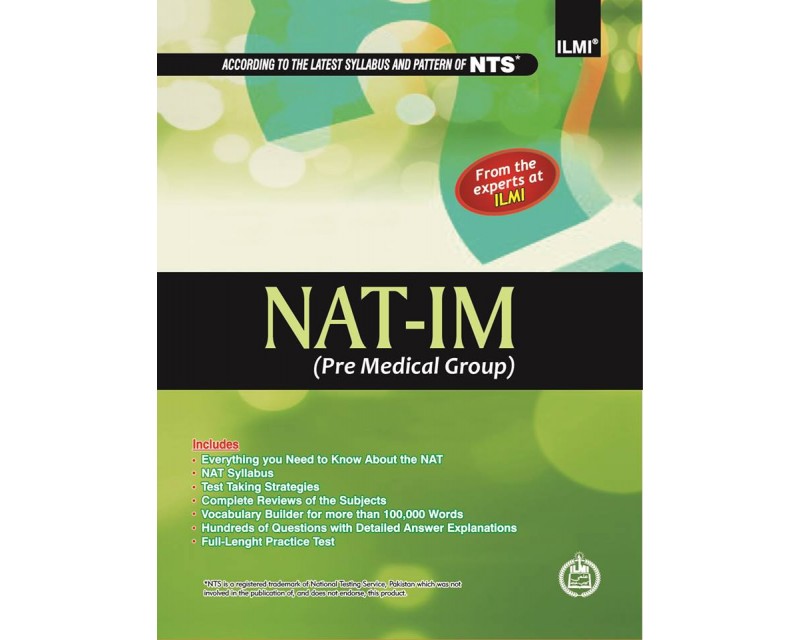 ILMI®
ACCORDING TO THE LATEST SYLLABUS AND PATTERN OF NTS*
From the
experts at
ILMI
NAT-IM
(Pre Medical Group)
Includes
• Everything you Need to Know About the NAT
• NAT Syllabus
• Test Taking Strategies
• Complete Reviews of the Subjects
• Vocabulary Builder for more than 100,000 Words
• Hundreds of Questions with Detailed Answer Explanations
• Full-Lenght Practice Test
*NTS is a registered trademark of National Testing Service, Pakistan which was not
involved in the publication of, and does not endorse, this product.
ILMI